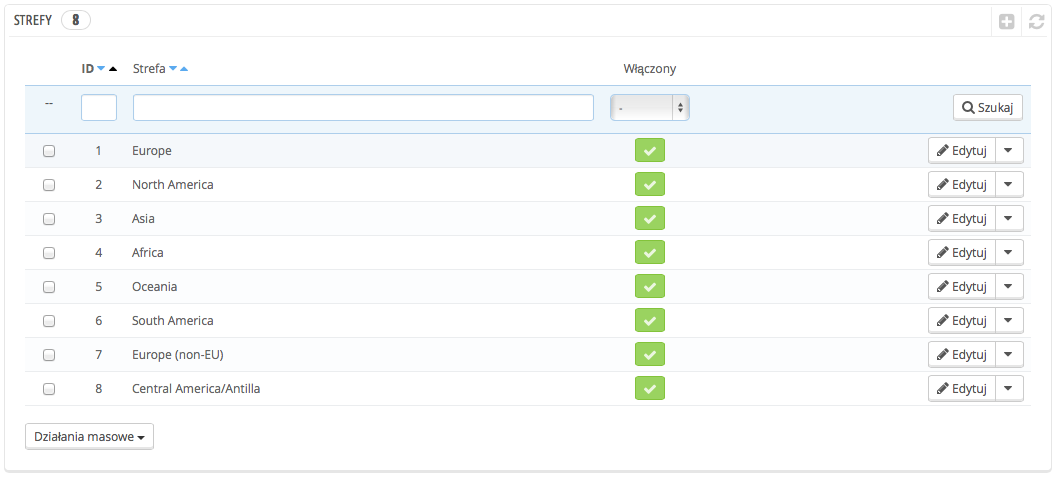 STREFY 8
ID Strefa Włączony
-- - Szukaj
1 Europe Edytuj
2 North America Edytuj
3 Asia Edytuj
4 Africa Edytuj
5 Oceania Edytuj
6 South America Edytuj
7 Europe (non-EU) Edytuj
8 Central America/Antilla Edytuj
Działania masowe